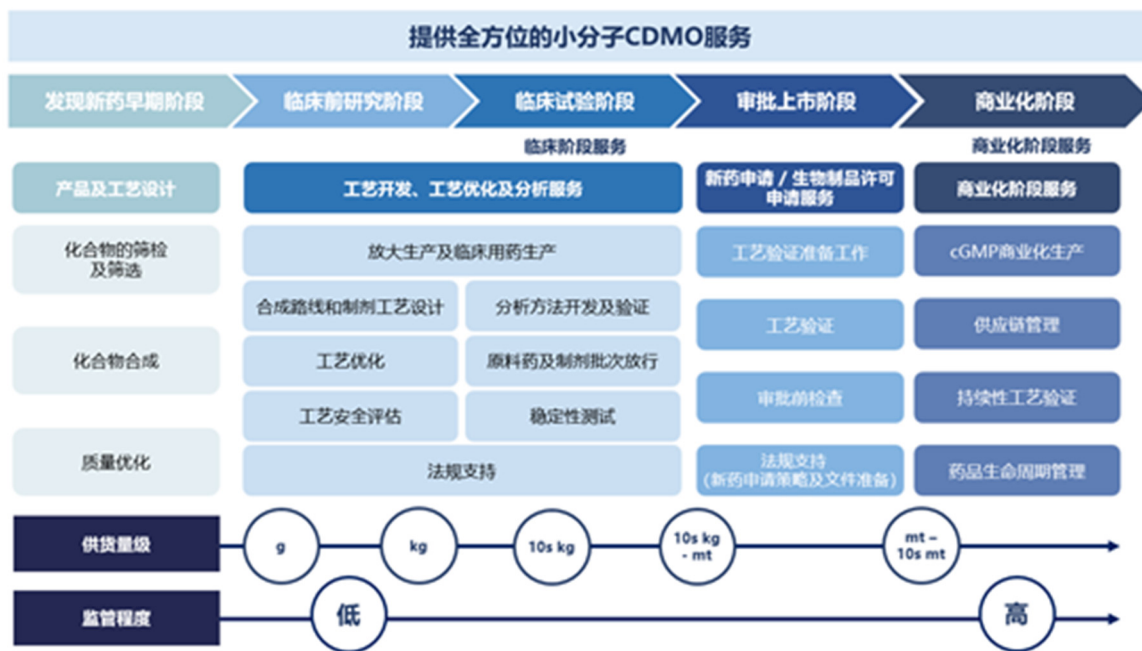 提供全方位的小分子CDMO服务
发现新药早期阶段
临床前研究阶段
临床试验阶段
审批上市阶段
商业化阶段
临床阶段服务
商业化阶段服务
产品及工艺设计
工艺开发、工艺优化及分析服务
新药申请 / 生物制品许可
申请服务
商业化阶段服务
化合物的筛检
及筛选
放大生产及临床用药生产
工艺验证准备工作
cGMP商业化生产
合成路线和制剂工艺设计
分析方法开发及验证
工艺验证
供应链管理
化合物合成
工艺优化
原料药及制剂批次放行
审批前检查
持续性工艺验证
工艺安全评估
稳定性测试
质量优化
法规支持
法规支持
(新药申请策略及文件准备)
药品生命周期管理
供货量级
g
kg
10s kg
10s kg
- mt
mt –
10s mt
监管程度
低
高